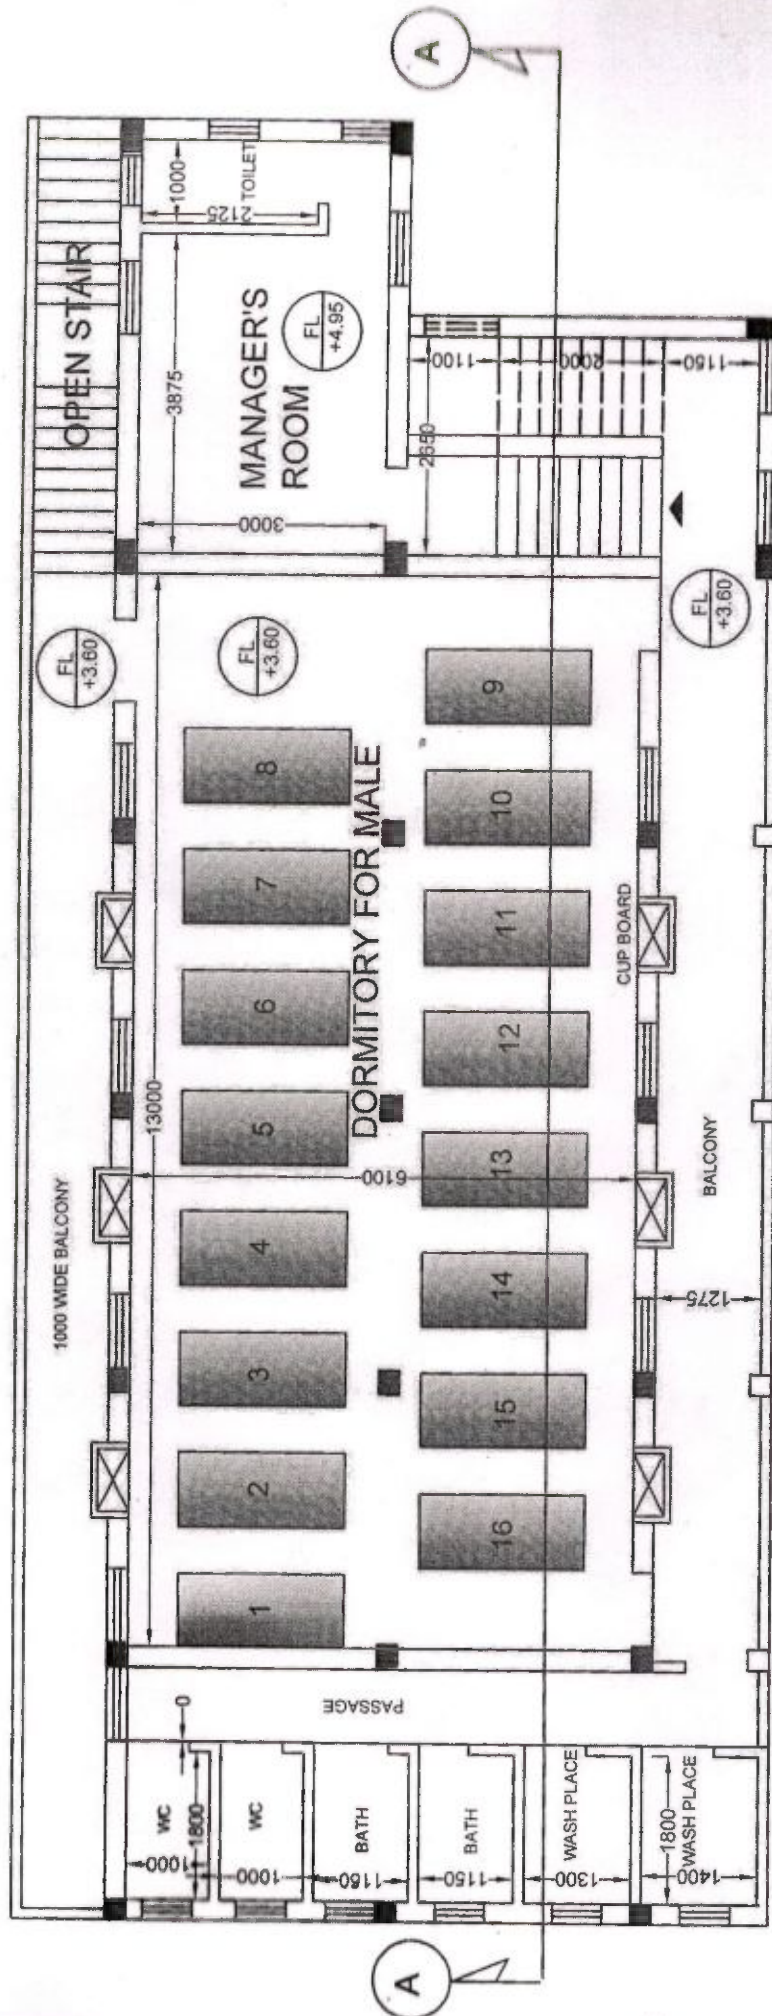 A
OPEN STAIR
1000
2125
TOILET
3875
MANAGER'S
ROOM
FL
+4.95
3000
2650
1100
2000
1150
FL
+3.60
FL
+3.60
FL
+3.60
1000 WIDE BALCONY
13000
6100
DORMITORY FOR MALE
1
2
3
4
5
6
7
8
9
10
11
12
13
14
15
16
CUP BOARD
BALCONY
1275
PASSAGE
0
WC
1800
1000
WC
1000
BATH
BATH
1150
WASH PLACE
1300
WASH PLACE
1800
1400
A